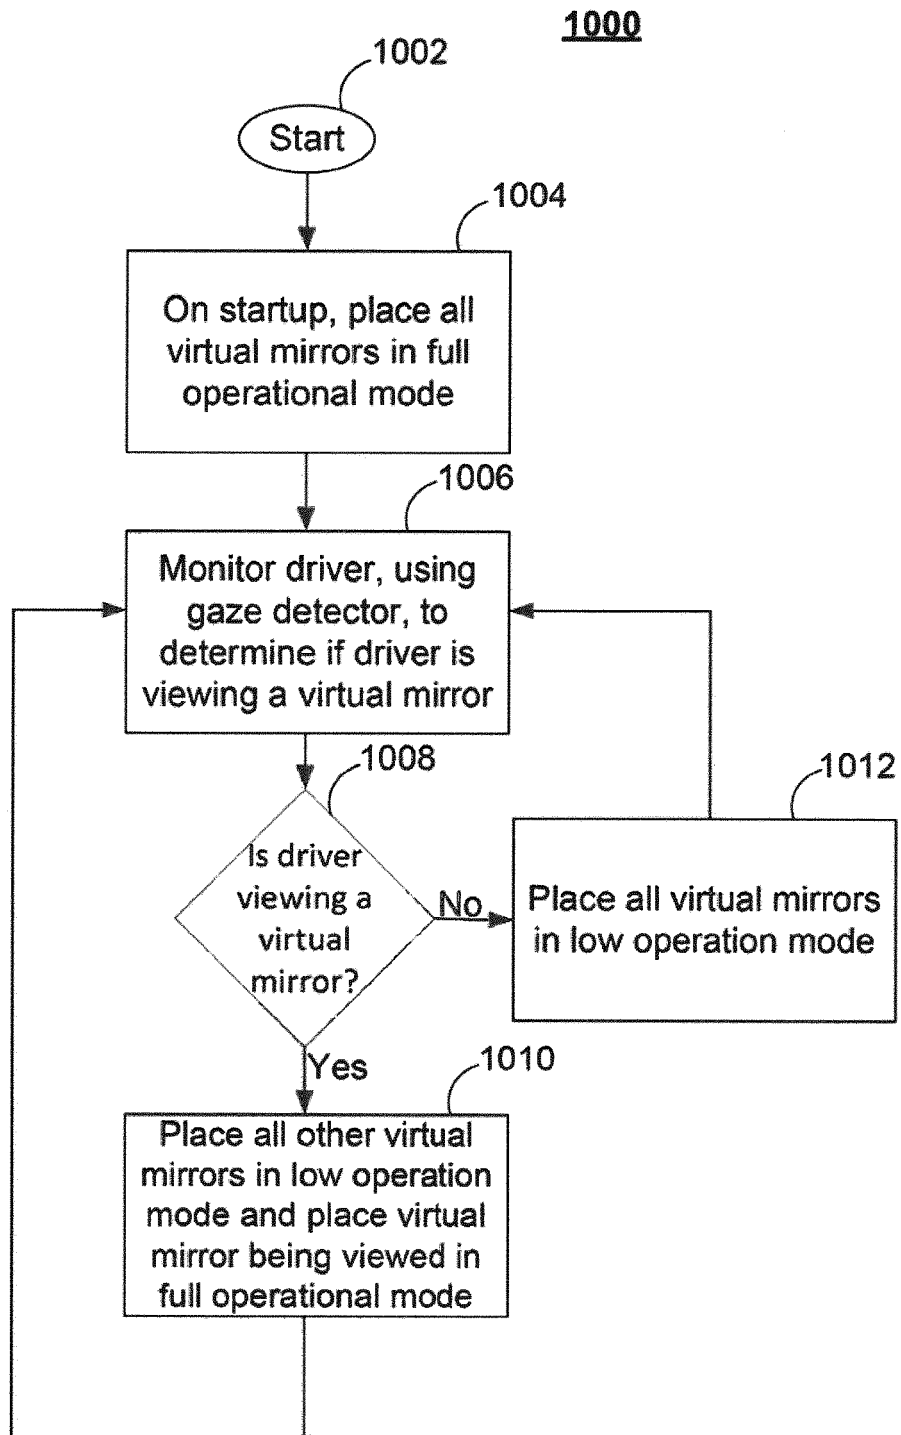 1000
1002
Start
1004
On startup, place all
virtual mirrors in full
operational mode
1006
Monitor driver, using
gaze detector, to
determine if driver is
viewing a virtual mirror
1008
Is driver
viewing a
virtual
mirror?
No
1012
Place all virtual mirrors
in low operation mode
Yes
1010
Place all other virtual
mirrors in low operation
mode and place virtual
mirror being viewed in
full operational mode